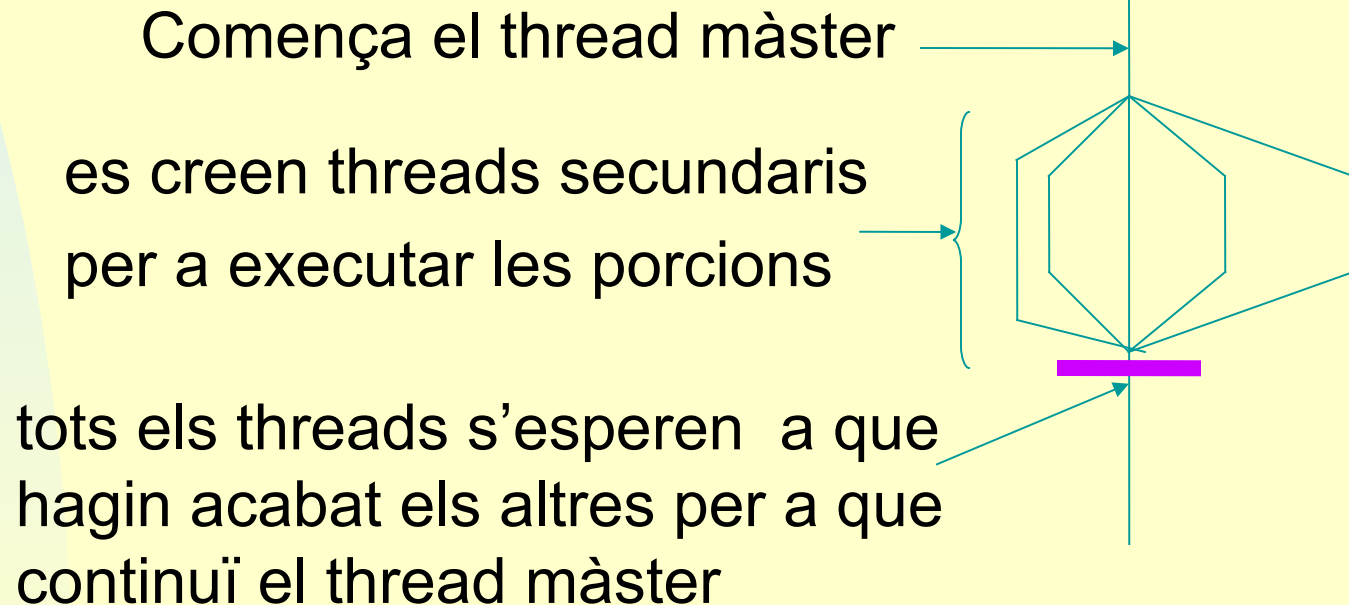 Comença el thread màster
es creen threads secundaris
per a executar les porcions
tots els threads s’esperen a que
hagin acabat els altres per a que
continuï el thread màster